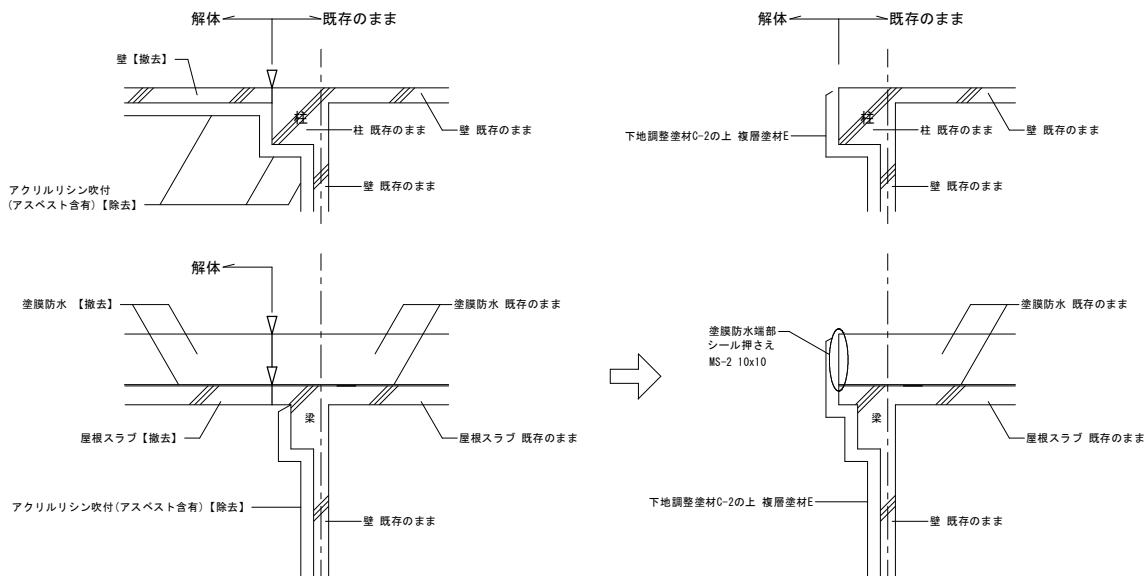 解体 既存のまま
壁【撤去】
柱
柱 既存のまま
壁 既存のまま
壁 既存のまま
アクリルリシン吹付
(アスベスト含有)【除去】
解体 既存のまま
下地調整塗材C-2の上 複層塗材E
柱
柱 既存のまま
壁 既存のまま
壁 既存のまま
解体
塗膜防水 【撤去】
塗膜防水 既存のまま
梁
屋根スラブ【撤去】
屋根スラブ 既存のまま
アクリルリシン吹付(アスベスト含有)【除去】
壁 既存のまま
塗膜防水端部
シール押さえ
MS-2 10x10
塗膜防水 既存のまま
梁
屋根スラブ 既存のまま
下地調整塗材C-2の上 複層塗材E
壁 既存のまま